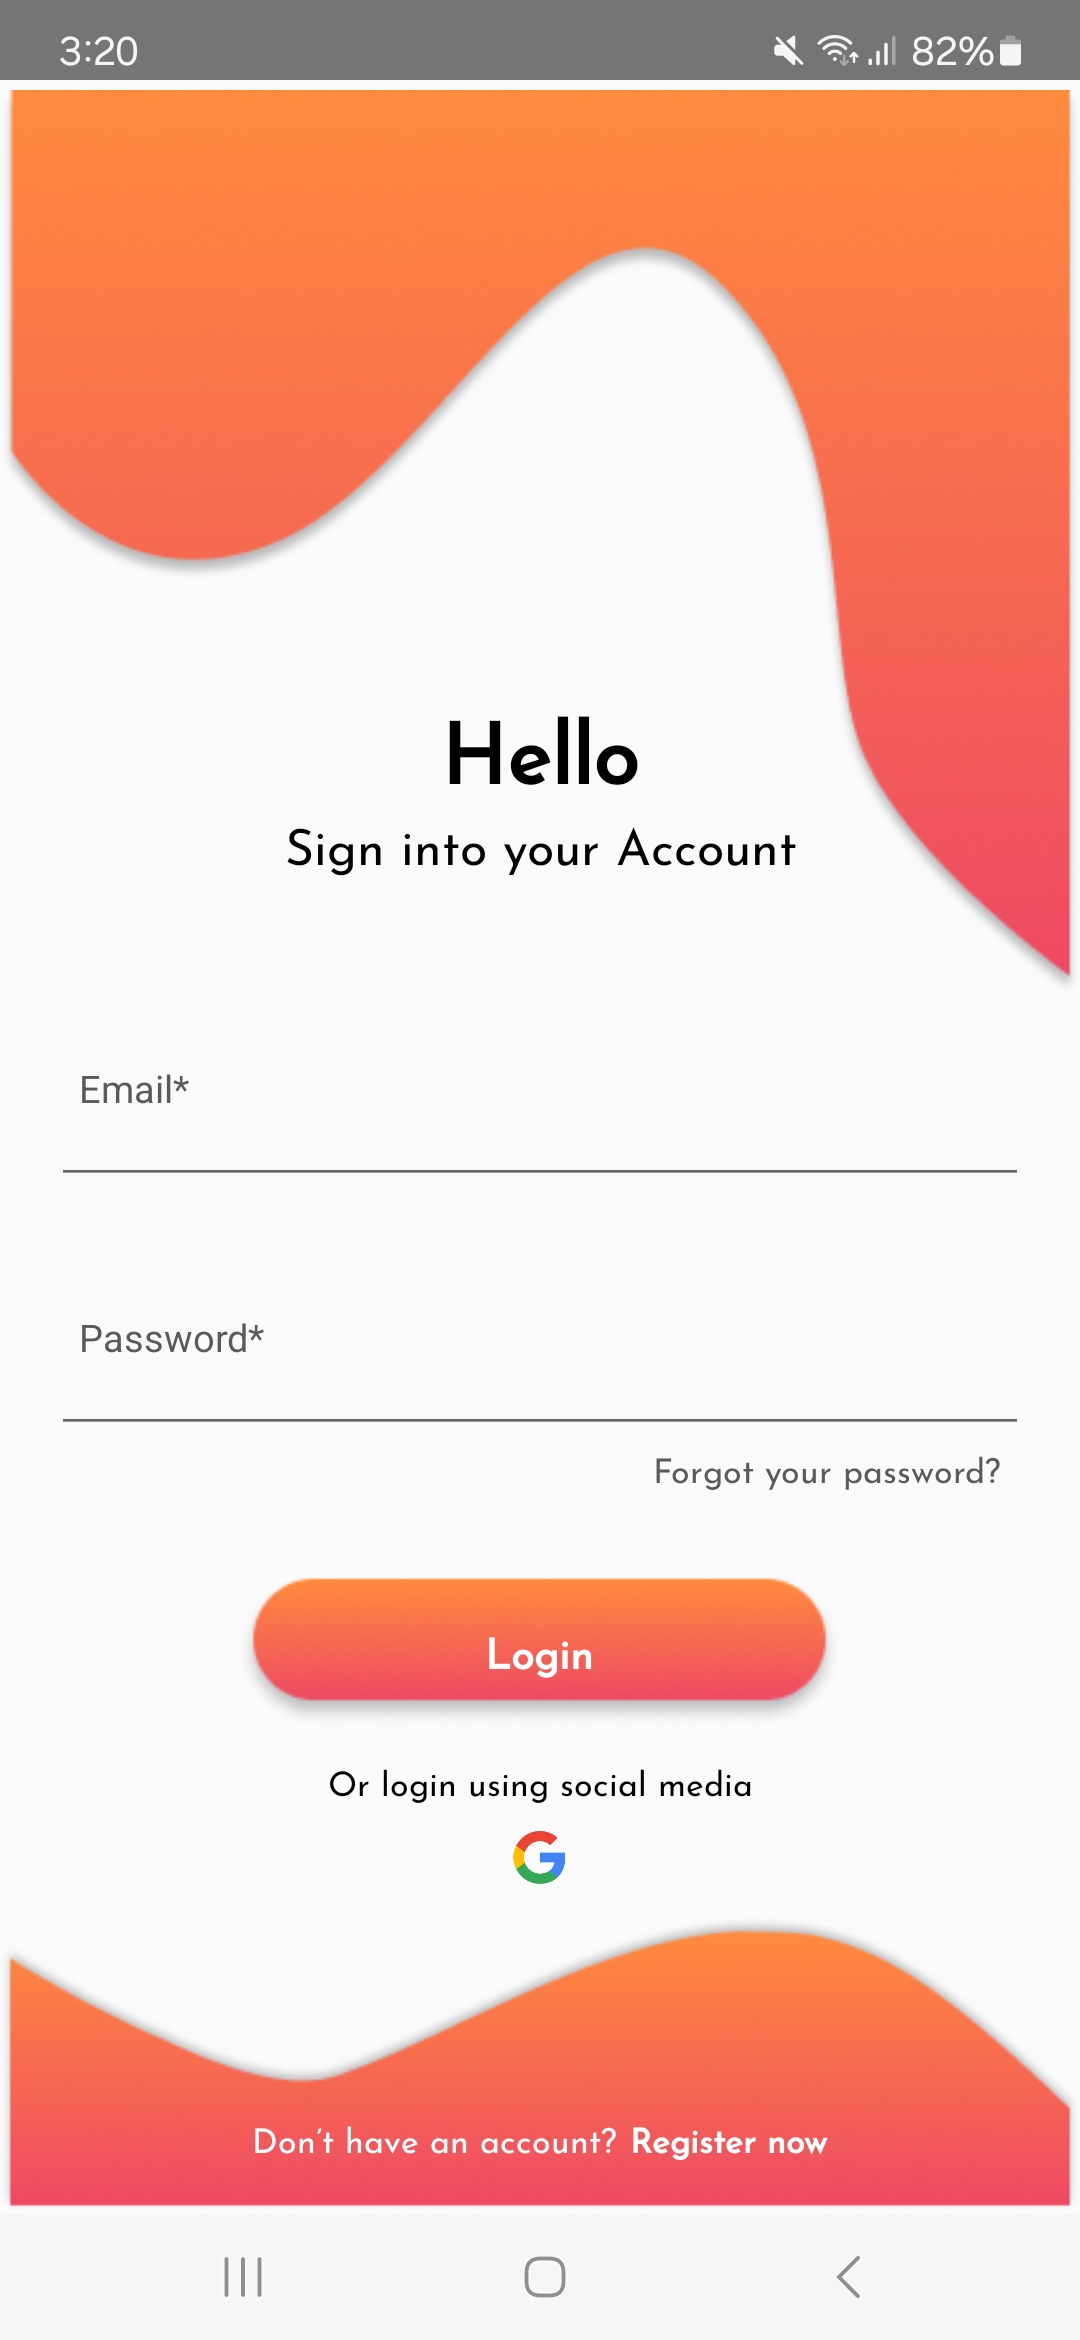 3:20 82%
Hello
Sign into your Account
Email*
Password*
Forgot your password?
Login
Or login using social media
Don't have an account? Register now